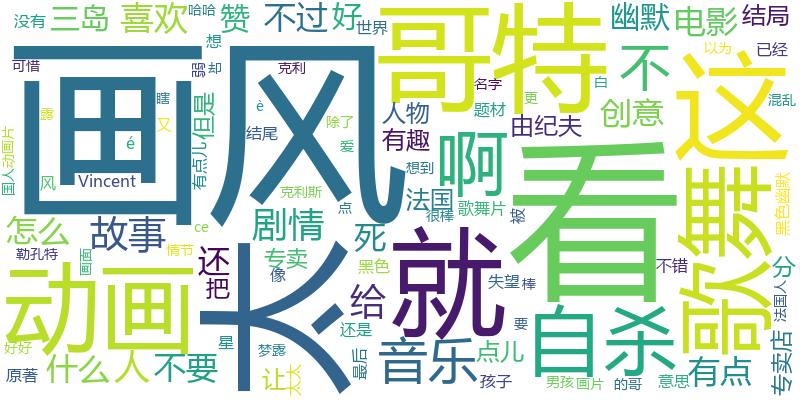 没有
三岛
喜欢
哈哈
赞
不过
好
哥特
幽默
电影
结局
想
世界
以为
已经
可惜
弱
却
克利
不
这
画风
名字
白
露
瞎
但是
人物
题材
更
创意
混乱
又
è
é
结尾
除了
有趣
由纪夫
国人
动画片
有点儿
爱
啊
看
歌舞
Vincent
想到
风
克利斯
法国
歌舞片
黑色幽默
点
很棒
被
怎么
故事
ce
剧情
死
就
勒孔特
情节
还
专卖
黑色
失望
棒
不错
分
动画
画面
把
像
长
给
自杀
法国人
星
还是
要
好好
什么
人
不要
梦露
最后
音乐
点儿
有点
专卖店
原著
让
太太
孩子
男孩
画片
的哥
意思